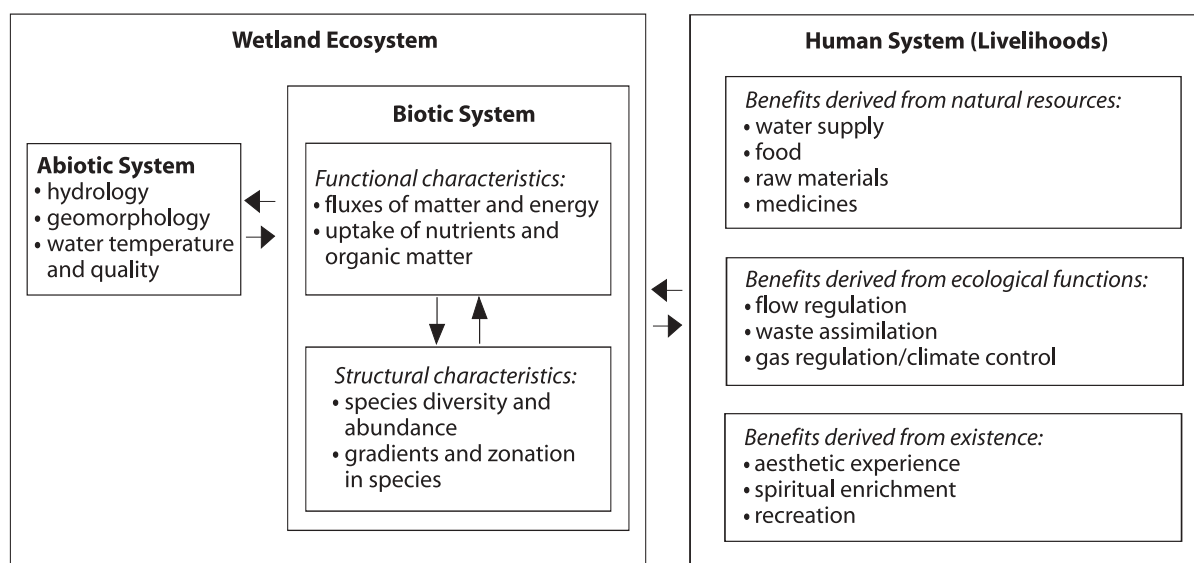 Wetland Ecosystem
Biotic System
Abiotic System
• hydrology
• geomorphology
• water temperature
and quality
Functional characteristics:
• fluxes of matter and energy
• uptake of nutrients and
organic matter
Structural characteristics:
• species diversity and
abundance
• gradients and zonation
in species
Human System (Livelihoods)
Benefits derived from natural resources:
• water supply
• food
• raw materials
• medicines
Benefits derived from ecological functions:
• flow regulation
• waste assimilation
• gas regulation/climate control
Benefits derived from existence:
• aesthetic experience
• spiritual enrichment
• recreation